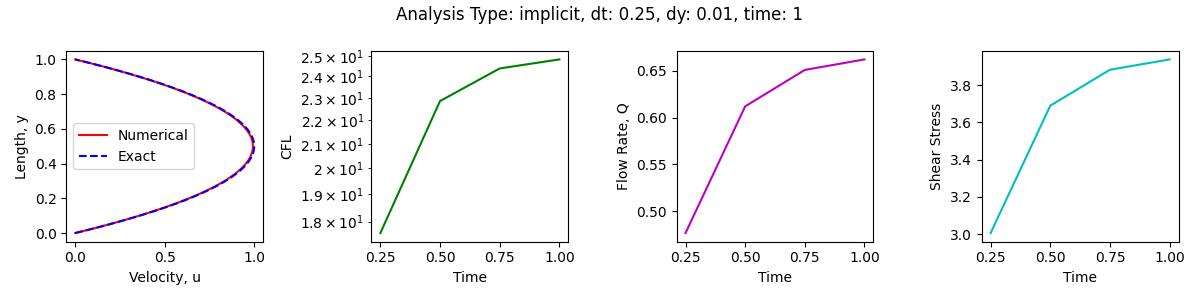 Analysis Type: implicit, dt: 0.25, dy: 0.01, time: 1
Length, y
1.0
0.8
0.6
0.4
0.2
0.0
Numerical
Exact
0.0 0.5 1.0
Velocity, u
CFL
2.5 × 10¹
2.4 × 10¹
2.3 × 10¹
2.2 × 10¹
2.1 × 10¹
2 × 10¹
1.9 × 10¹
1.8 × 10¹
0.25 0.50 0.75 1.00
Time
Flow Rate, Q
0.65
0.60
0.55
0.50
0.25 0.50 0.75 1.00
Time
Shear Stress
3.8
3.6
3.4
3.2
3.0
0.25 0.50 0.75 1.00
Time